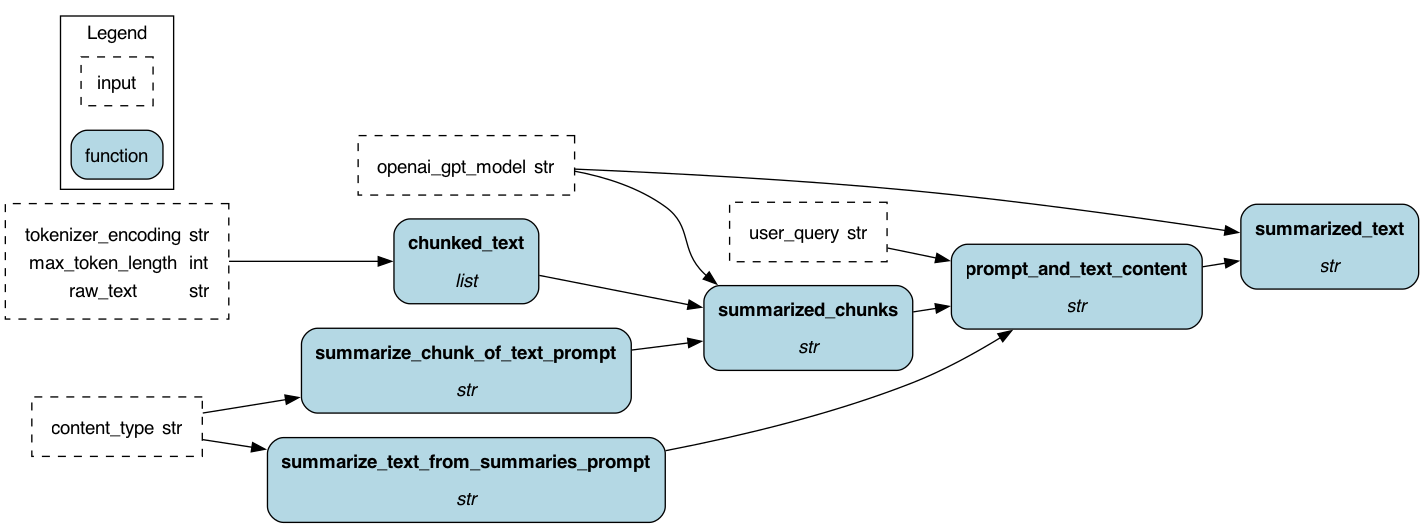 Legend
input
function
tokenizer_encoding str
max_token_length int
raw_text str
content_type str
openai_gpt_model str
chunked_text
list
summarize_chunk_of_text_prompt
str
summarize_text_from_summaries_prompt
str
user_query str
summarized_chunks
str
prompt_and_text_content
str
summarized_text
str